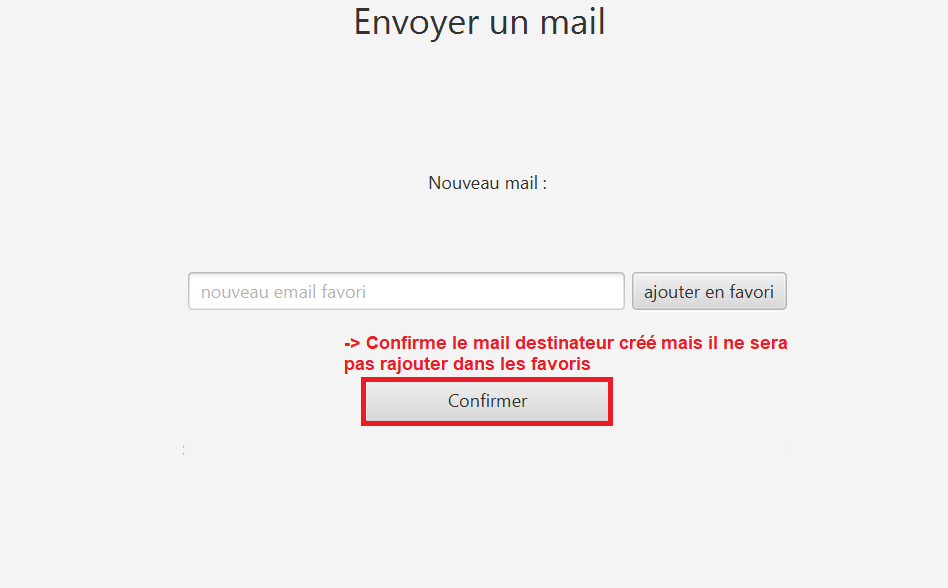 Envoyer un mail
Nouveau mail :
nouveau email favori
ajouter en favori
-> Confirme le mail destinateur créé mais il ne sera
pas rajouter dans les favoris
Confirmer